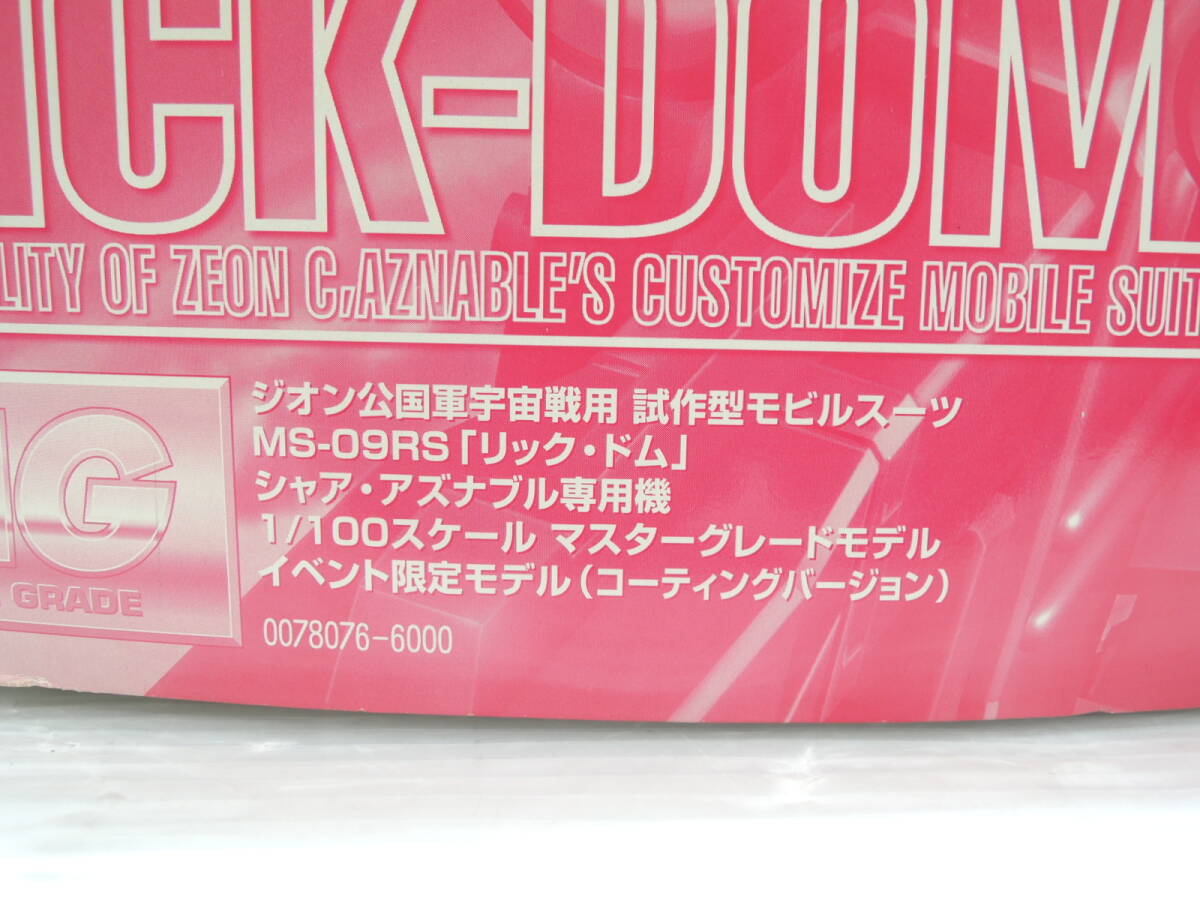 ICK-DOM
LITY OF ZEON C,AZNABLE'S CUSTOMIZE MOBILE SUIT
MG
GRADE
ジオン公国軍宇宙戦用 試作型モビルスーツ
MS-09RS「リック・ドム」
シャア・アズナブル専用機
1/100スケール マスターグレードモデル
イベント限定モデル(コーティングバージョン)
0078076-6000